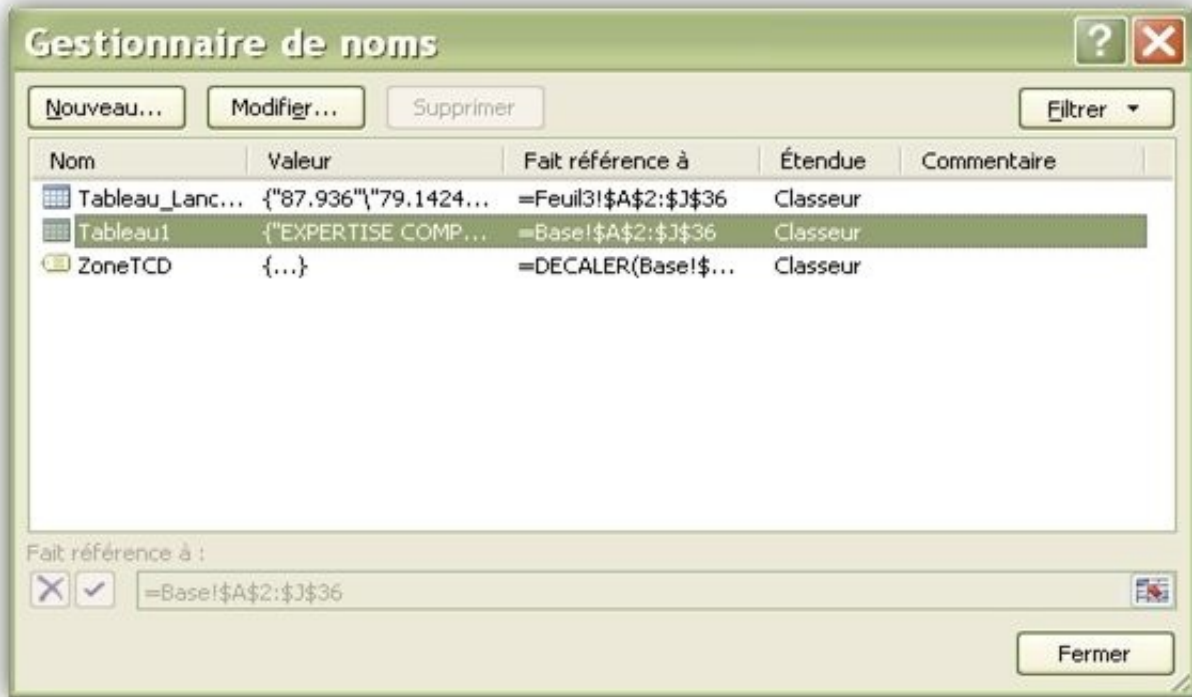 Gestionnaire de noms
?
Nouveau... Modifier... Supprimer Filtrer
Nom Valeur Fait référence à Étendue Commentaire
Tableau_Lanc... {"87.936"\"79.1424... =Feuil3!$A$2:$J$36 Classeur
Tableau1 {"EXPERTISE COMP... =Base!$A$2:$J$36 Classeur
ZoneTCD {...} =DECALER(Base!$... Classeur
Fait référence à :
=Base!$A$2:$J$36
Fermer